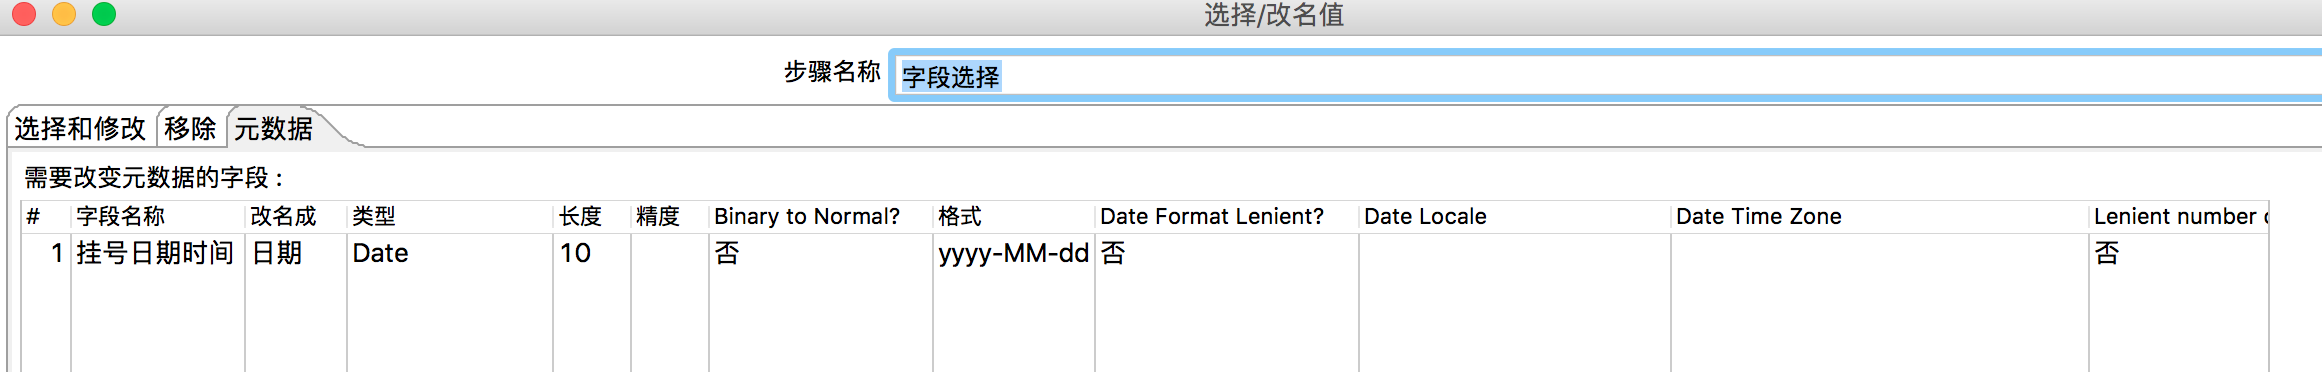 选择/改名值
步骤名称 字段选择
选择和修改 移除 元数据
需要改变元数据的字段 :
# 字段名称 改名成 类型 长度 精度 Binary to Normal? 格式 Date Format Lenient? Date Locale Date Time Zone Lenient number
1 挂号日期时间 日期 Date 10 否 yyyy-MM-dd 否 否